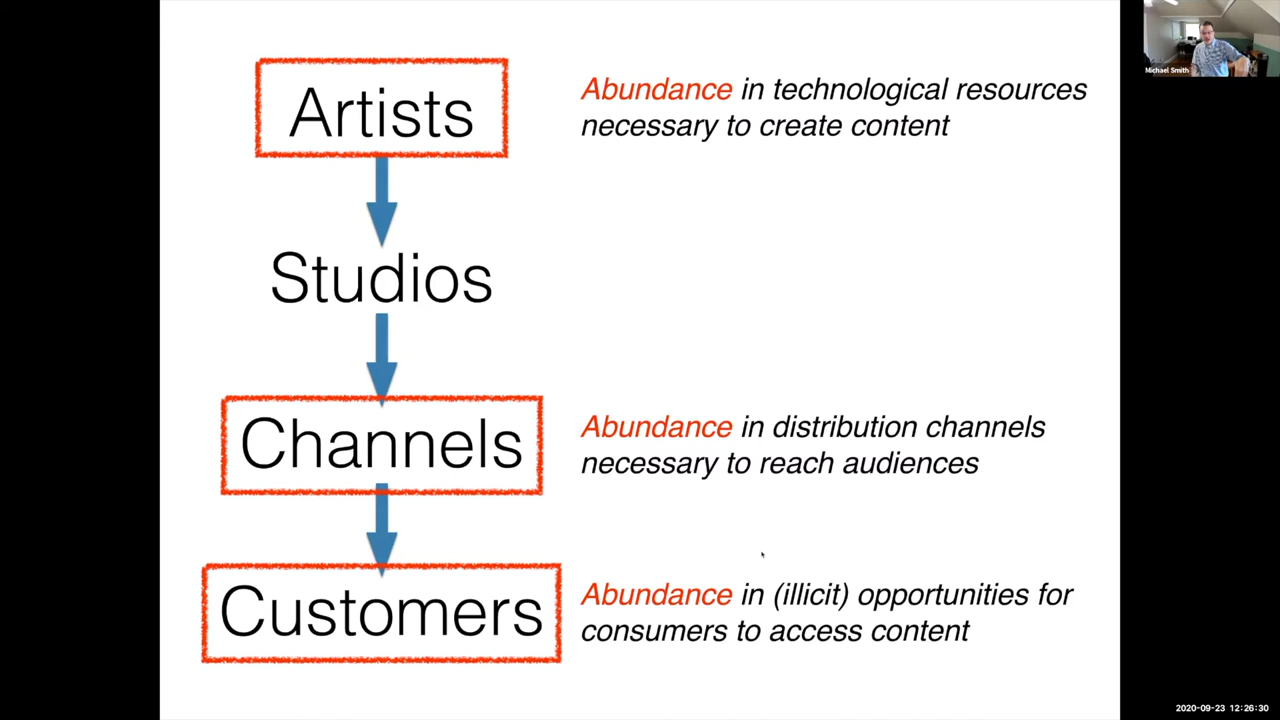 Michael Smith
Artists
Abundance in technological resources
necessary to create content
Studios
Channels
Abundance in distribution channels
necessary to reach audiences
Customers
Abundance in (illicit) opportunities for
consumers to access content
2020-09-23 12:26:30